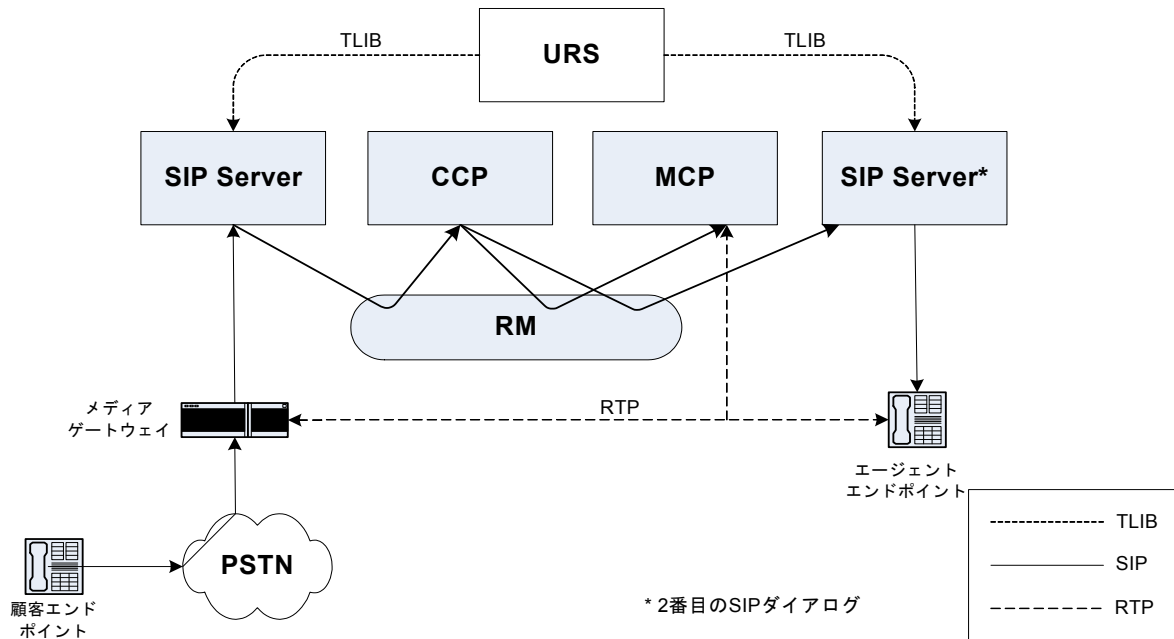 TLIB
URS
TLIB
SIP Server
CCP
MCP
SIP Server*
RM
メディア
ゲートウェイ
RTP
エージェント
エンドポイント
PSTN
顧客エンド
ポイント
* 2番目のSIPダイアログ
TLIB
SIP
RTP